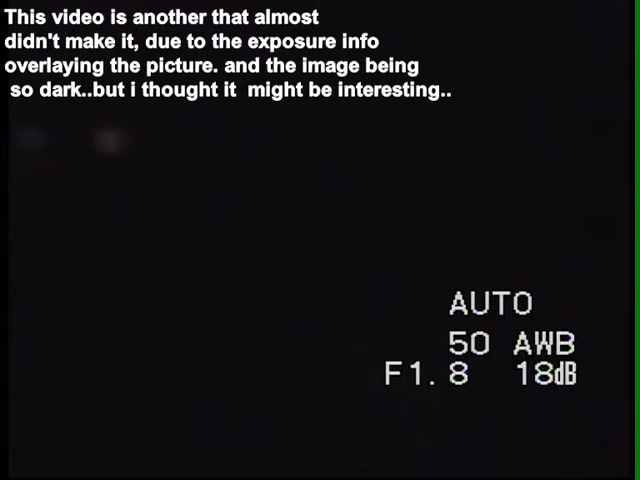 This video is another that almost
didn't make it, due to the exposure info
overlaying the picture. and the image being
so dark..but i thought it might be interesting..
AUTO
50 AWB
F1.8 18dB